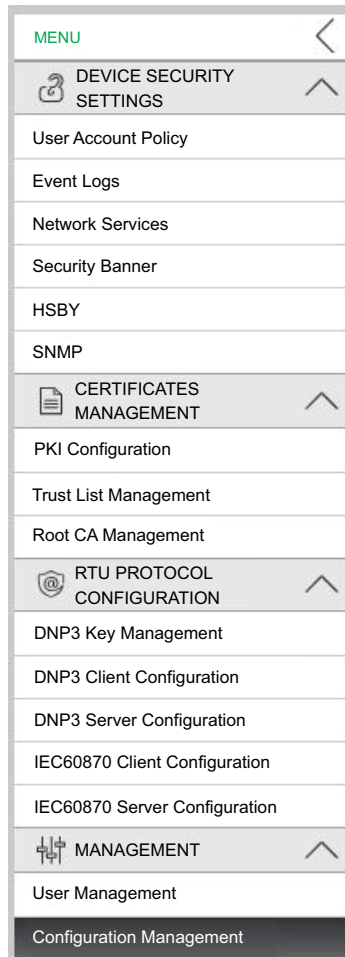 MENU
DEVICE SECURITY
SETTINGS
User Account Policy
Event Logs
Network Services
Security Banner
HSBY
SNMP
CERTIFICATES
MANAGEMENT
PKI Configuration
Trust List Management
Root CA Management
RTU PROTOCOL
CONFIGURATION
DNP3 Key Management
DNP3 Client Configuration
DNP3 Server Configuration
IEC60870 Client Configuration
IEC60870 Server Configuration
MANAGEMENT
User Management
Configuration Management